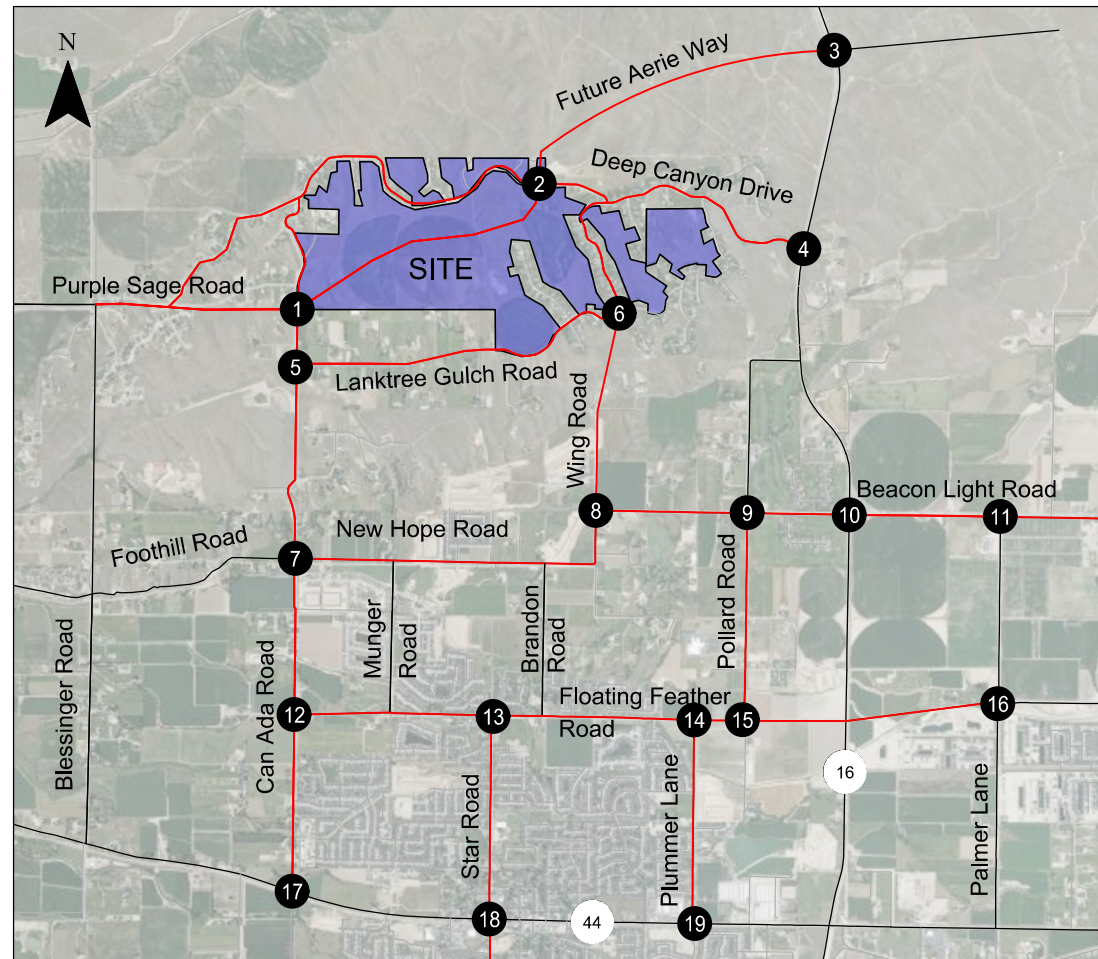 N
3
Future Aerie Way
2
Deep Canyon Drive
4
SITE
Purple Sage Road
1
6
5
Lanktree Gulch Road
Wing Road
8
9
10
Beacon Light Road
11
New Hope Road
Foothill Road
7
Munger
Road
Brandon
Road
Pollard Road
Blessinger Road
Can Ada Road
12
13
Floating Feather
Road
14
15
16
16
Star Road
Plummer Lane
Palmer Lane
17
18
44
19